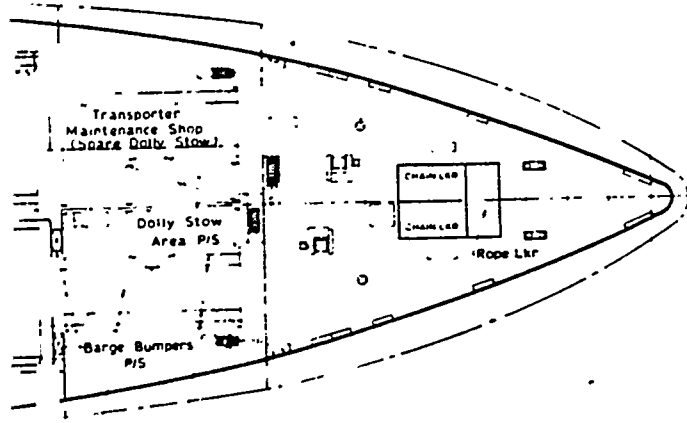 Transporter
Maintenance Shop
(Spare Dolly Stow)
CHAIN LKR
Dolly Stow
Area P/S
CHAIN LKR
Rope Lkr
Barge Bumpers
P/S